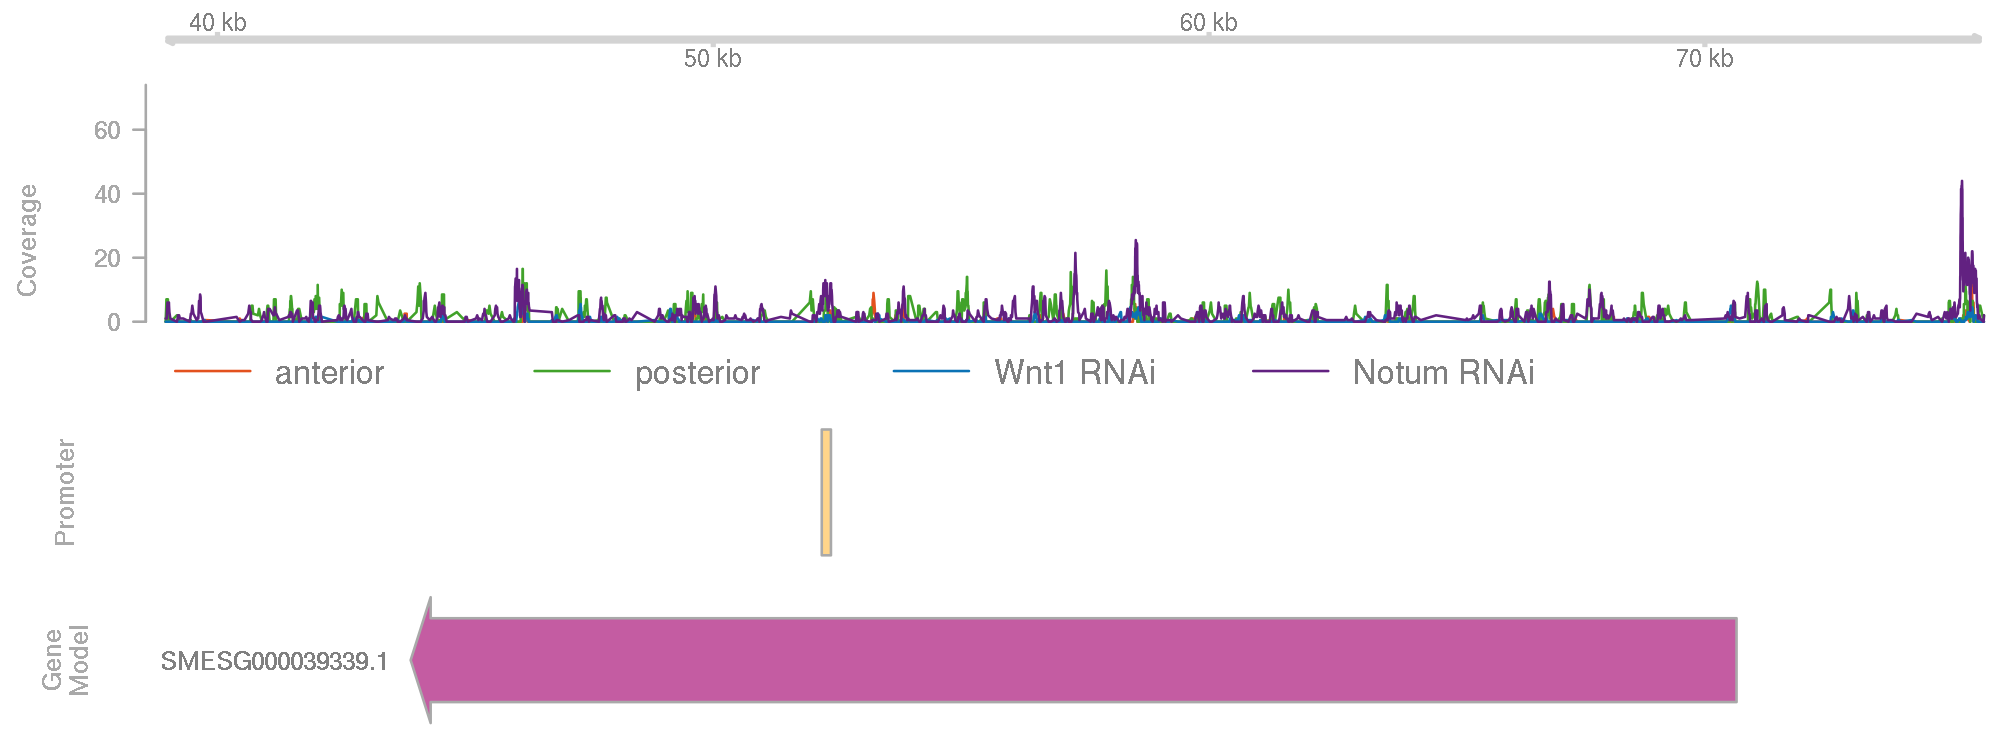 40 kb
60 kb
50 kb
70 kb
Coverage
60
40
20
0
anterior
posterior
Wnt1 RNAi
Notum RNAi
Promoter
Gene
Model
SMESG000039339.1